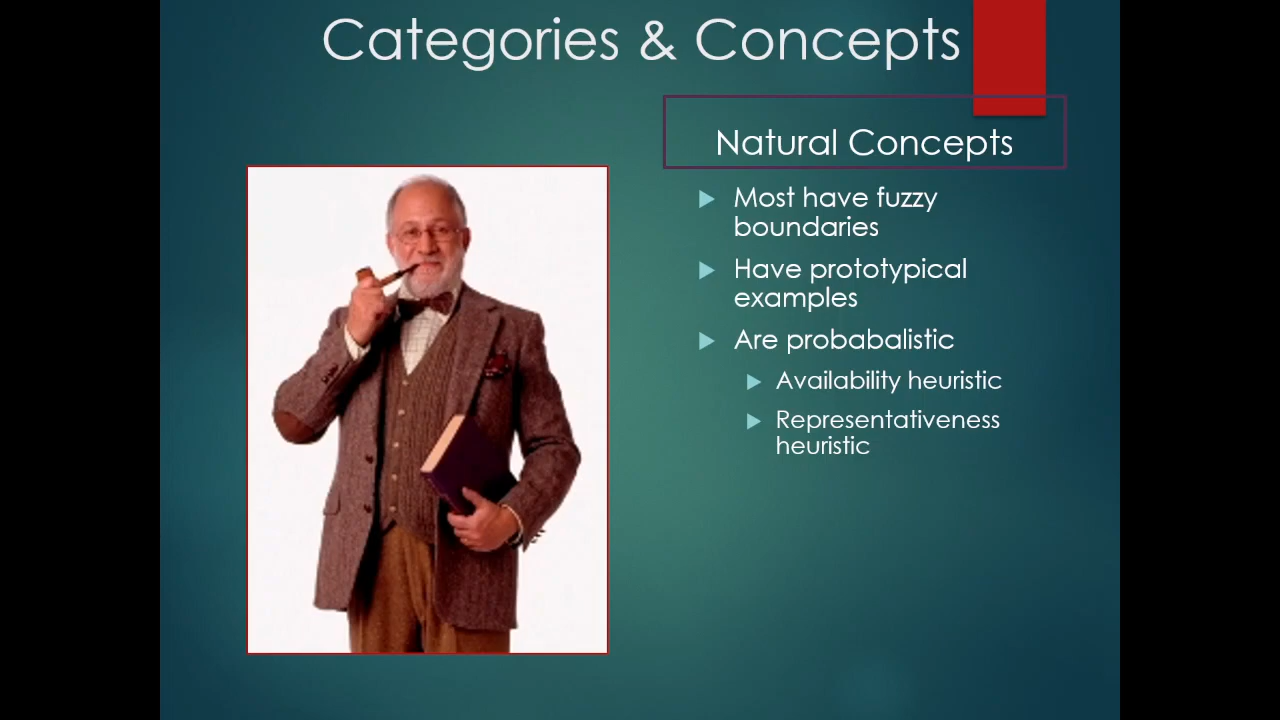 Categories & Concepts
Natural Concepts
Most have fuzzy
boundaries
Have prototypical
examples
Are probabalistic
Availability heuristic
Representativeness
heuristic